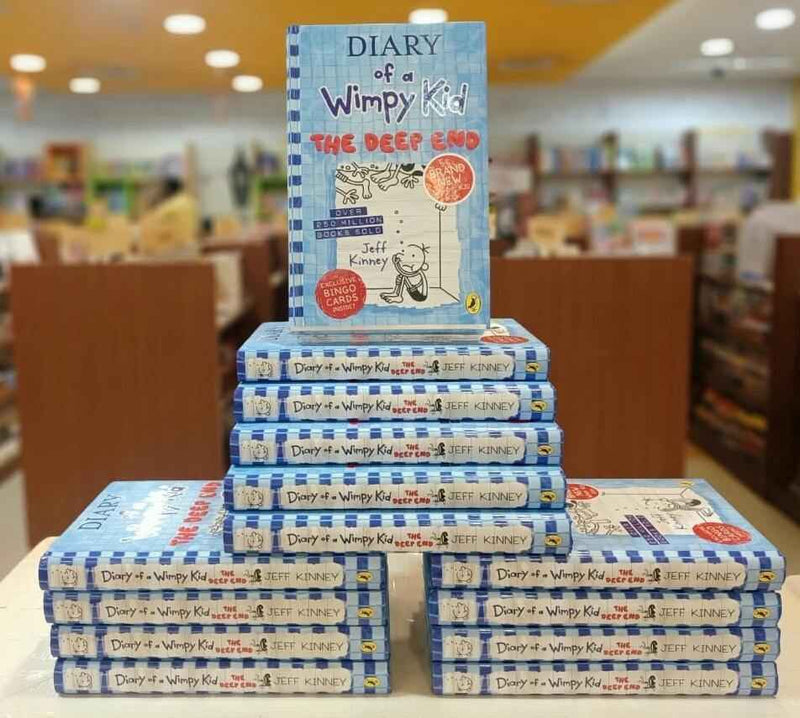 DIARY
of a
Wimpy Kid
THE DEEP END
BRAND
NEW
OVER
250 MILLION
BOOKS SOLD
Jeff
Kinney
EXCLUSIVE
BINGO
CARDS
INSIDE!
Diary of a Wimpy Kid THE DEEP END JEFF KINNEY
Diary of a Wimpy Kid THE DEEP END JEFF KINNEY
Diary of a Wimpy Kid THE DEEP END JEFF KINNEY
Diary of a Wimpy Kid THE DEEP END JEFF KINNEY
Diary of a Wimpy Kid THE DEEP END JEFF KINNEY
DIARY
THE DEEP END
Diary of a Wimpy Kid THE DEEP END JEFF KINNEY
Diary of a Wimpy Kid THE DEEP END JEFF KINNEY
Diary of a Wimpy Kid THE DEEP END JEFF KINNEY
Diary of a Wimpy Kid THE DEEP END JEFF KINNEY
Diary of a Wimpy Kid THE DEEP END JEFF KINNEY
Diary of a Wimpy Kid THE DEEP END JEFF KINNEY
Diary of a Wimpy Kid THE DEEP END JEFF KINNEY
Diary of a Wimpy Kid THE DEEP END JEFF KINNEY